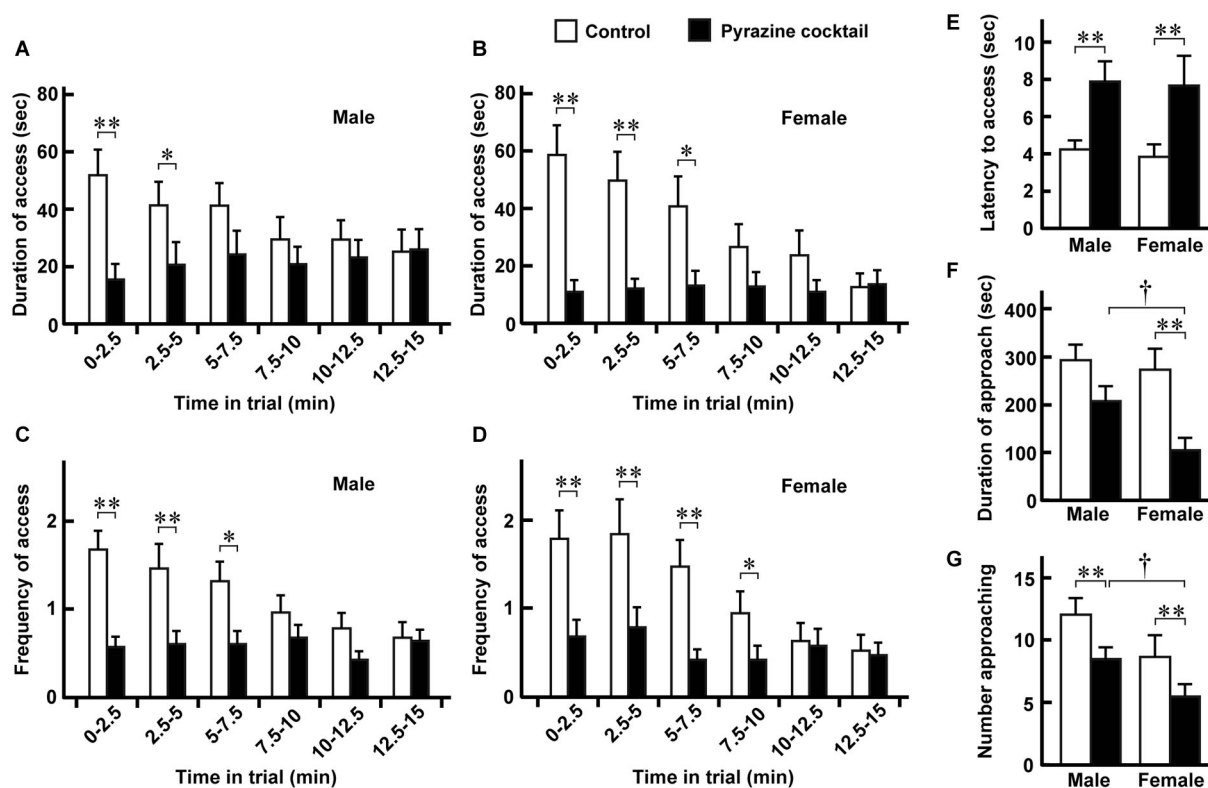 Control Pyrazine cocktail
A
Duration of access (sec)
80
60
40
20
0
Male
**
*
0-2.5
2.5-5
5-7.5
7.5-10
10-12.5
12.5-15
Time in trial (min)
B
Duration of access (sec)
80
60
40
20
0
Female
**
**
*
0-2.5
2.5-5
5-7.5
7.5-10
10-12.5
12.5-15
Time in trial (min)
C
Frequency of access
2
1
0
Male
**
**
*
0-2.5
2.5-5
5-7.5
7.5-10
10-12.5
12.5-15
Time in trial (min)
D
Frequency of access
2
1
0
Female
**
**
**
*
0-2.5
2.5-5
5-7.5
7.5-10
10-12.5
12.5-15
Time in trial (min)
E
Latency to access (sec)
10
8
6
4
2
0
** **
Male Female
F
Duration of approach (sec)
400
300
200
100
0
†
**
Male Female
G
Number approaching
15
10
5
0
** †
**
Male Female